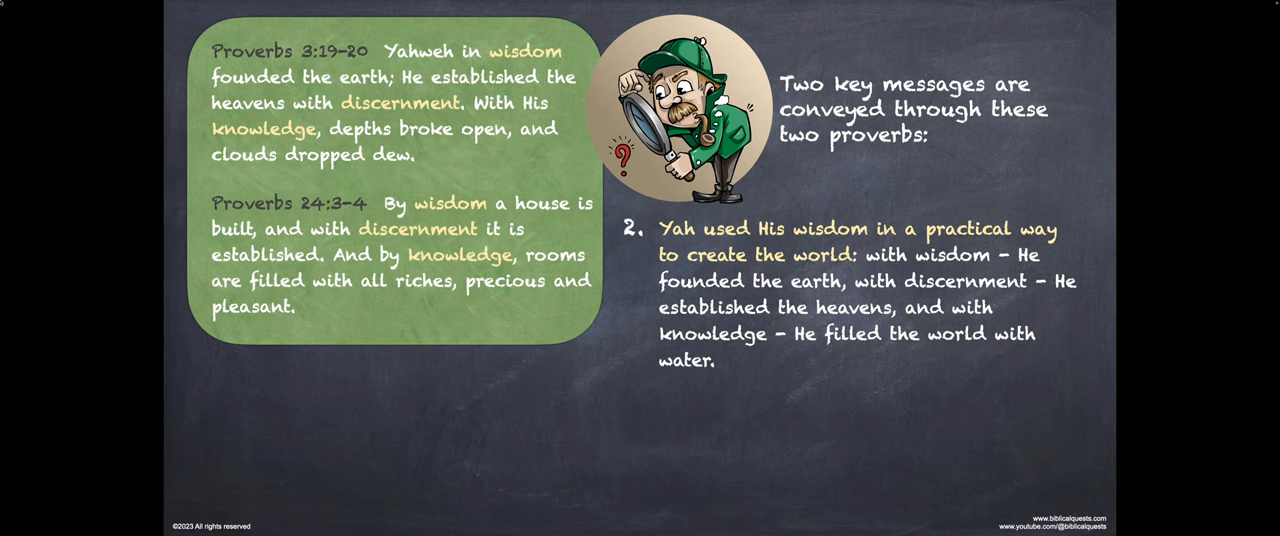 Proverbs 3:19-20 Yahweh in wisdom
founded the earth; He established the
heavens with discernment. With His
knowledge, depths broke open, and
clouds dropped dew.
Proverbs 24:3-4 By wisdom a house is
built, and with discernment it is
established. And by knowledge, rooms
are filled with all riches, precious and
pleasant.
?
Two key messages are
conveyed through these
two proverbs:
2. Yah used His wisdom in a practical way
to create the world: with wisdom - He
founded the earth, with discernment - He
established the heavens, and with
knowledge - He filled the world with
water.
©2023 All rights reserved
www.biblicalquests.com
www.youtube.com/@biblicalquests